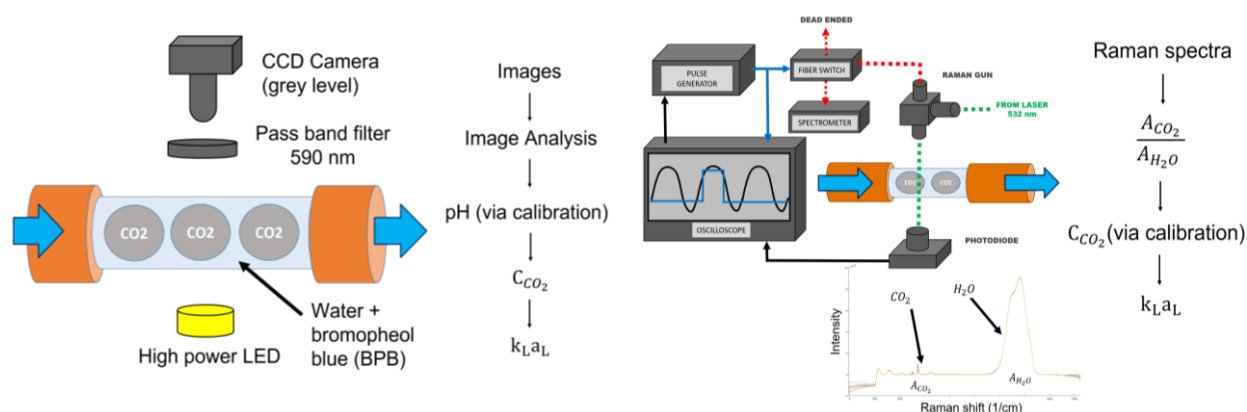 CCD Camera
(grey level)
Pass band filter
590 nm
CO2 CO2 CO2
Water +
bromopheol
blue (BPB)
High power LED
Images
Image Analysis
pH (via calibration)
C_CO₂
k_L a_L
DEAD ENDED
PULSE
GENERATOR
FIBER SWITCH
SPECTROMETER
RAMAN GUN
FROM LASER
532 nm
CO2 CO2
OSCILLOSCOPE
PHOTODIODE
CO₂
H₂O
Intensity
A_CO₂
A_H₂O
Raman shift (1/cm)
Raman spectra
A_CO₂
A_H₂O
C_CO₂ (via calibration)
k_L a_L